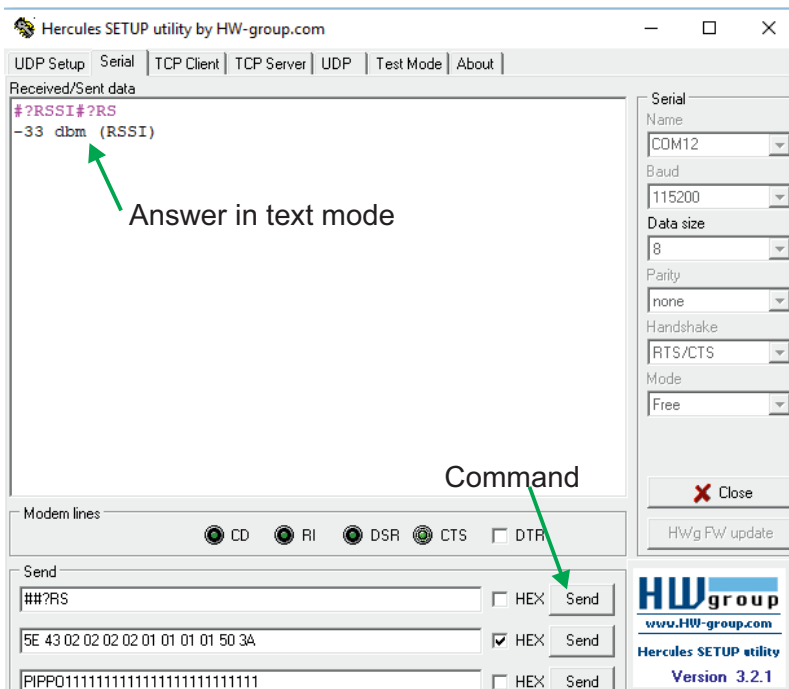 Hercules SETUP utility by HW-group.com
UDP Setup Serial TCP Client TCP Server UDP Test Mode About
Received/Sent data
#?RSSI#?RS
-33 dbm (RSSI)
Answer in text mode
Serial
Name
COM12
Baud
115200
Data size
8
Parity
none
Handshake
RTS/CTS
Mode
Free
Command
Close
HWg FW update
Modem lines
CD RI DSR CTS DTR
Send
##?RS HEX Send
5E 43 02 02 02 02 01 01 01 01 50 3A HEX Send
HEX Send
HWgroup
www.HW-group.com
Hercules SETUP utility
Version 3.2.1